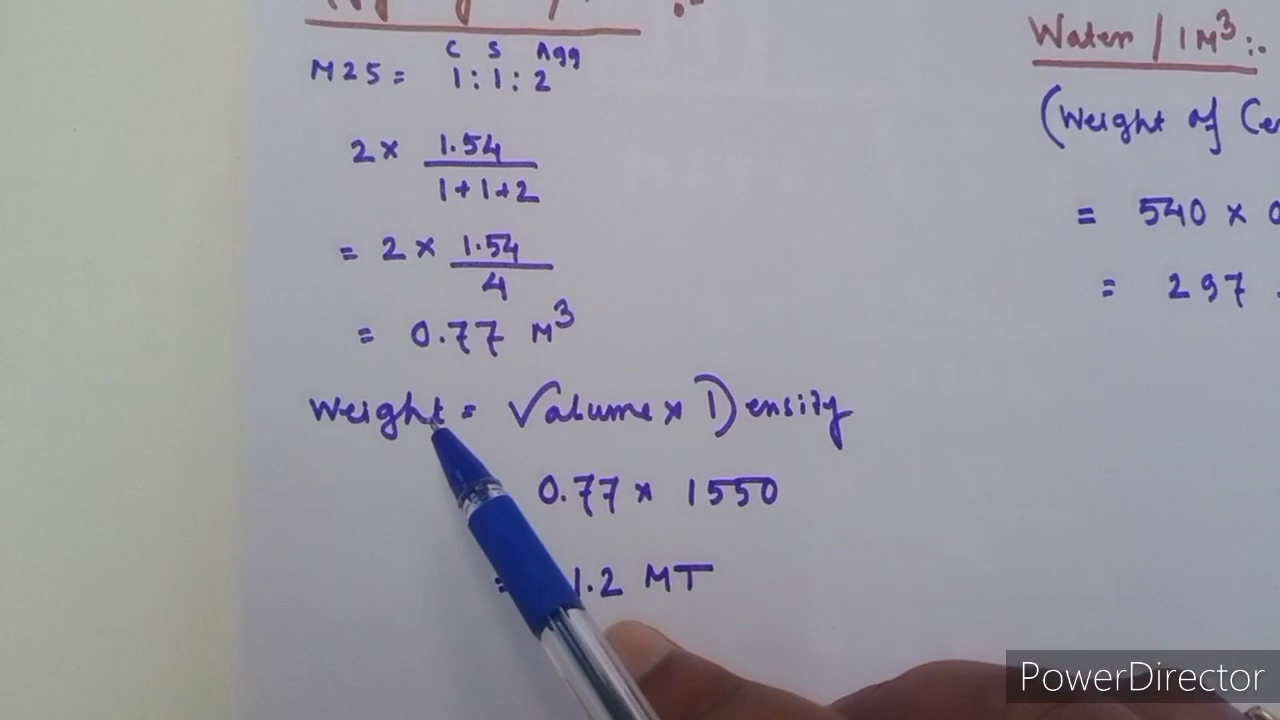 C S Agg
M25 = 1:1:2
2 × 1.54
1+1+2
= 2 × 1.54
4
= 0.77 M³
Weight = Volume × Density
0.77 × 1550
= 1.2 MT
Water / 1M³:-
(Weight of
= 540 × 0
= 297
PowerDirector